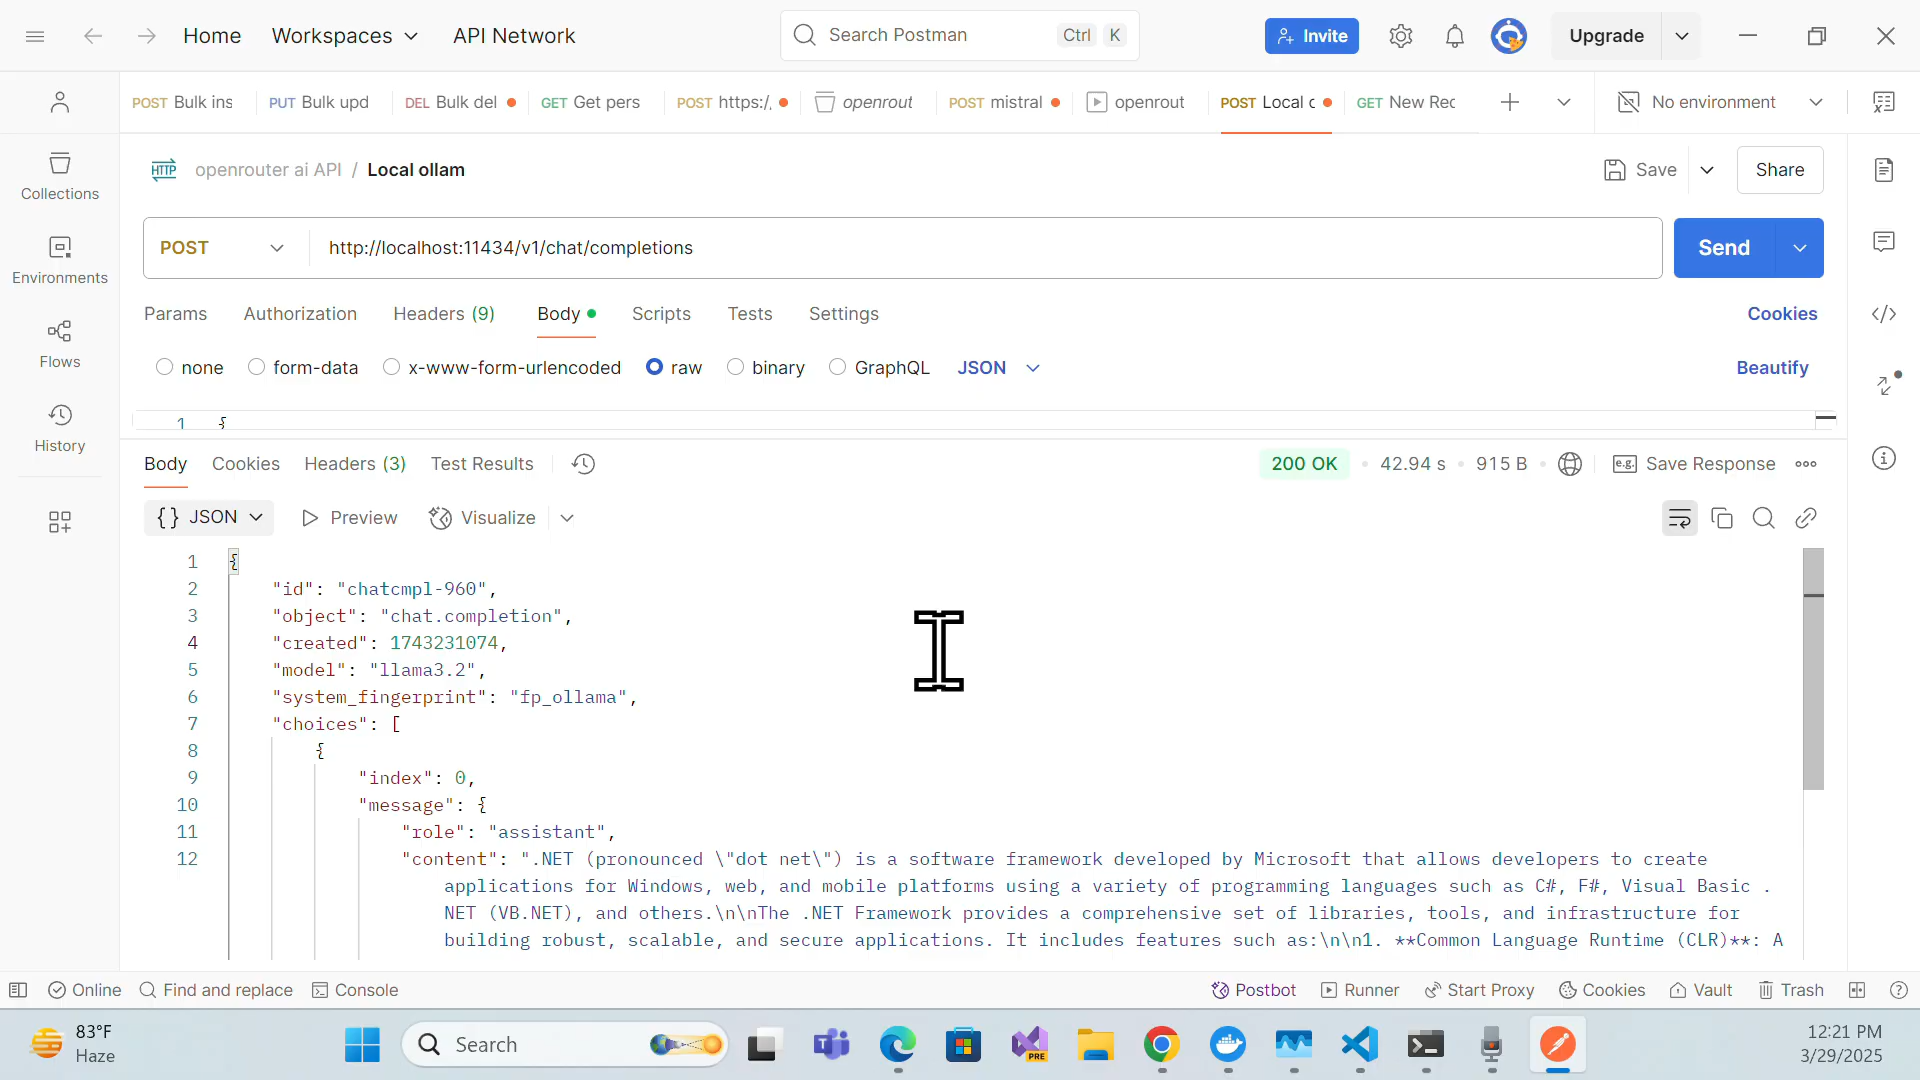 Home Workspaces API Network Search Postman Ctrl K Invite Upgrade
POST Bulk ins PUT Bulk upd DEL Bulk del GET Get pers POST https:/, openrout POST mistral openrout POST Local c GET New Rec No environment
HTTP openrouter ai API / Local ollam Save Share
Collections
POST http://localhost:11434/v1/chat/completions Send
Environments
Params Authorization Headers (9) Body Scripts Tests Settings Cookies
Flows
none form-data x-www-form-urlencoded raw binary GraphQL JSON Beautify
1 {
History
Body Cookies Headers (3) Test Results 200 OK 42.94 s 915 B e.g. Save Response
{} JSON Preview Visualize
1 {
2 "id": "chatcmpl-960",
3 "object": "chat.completion",
4 "created": 1743231074,
5 "model": "llama3.2",
6 "system_fingerprint": "fp_ollama",
7 "choices": [
8 {
9 "index": 0,
10 "message": {
11 "role": "assistant",
12 "content": ".NET (pronounced \"dot net\") is a software framework developed by Microsoft that allows developers to create
applications for Windows, web, and mobile platforms using a variety of programming languages such as C#, F#, Visual Basic .
NET (VB.NET), and others.\n\nThe .NET Framework provides a comprehensive set of libraries, tools, and infrastructure for
building robust, scalable, and secure applications. It includes features such as:\n\n1. **Common Language Runtime (CLR)**: A
Online Find and replace Console Postbot Runner Start Proxy Cookies Vault Trash
83°F
Haze
Search
PRE
12:21 PM
3/29/2025